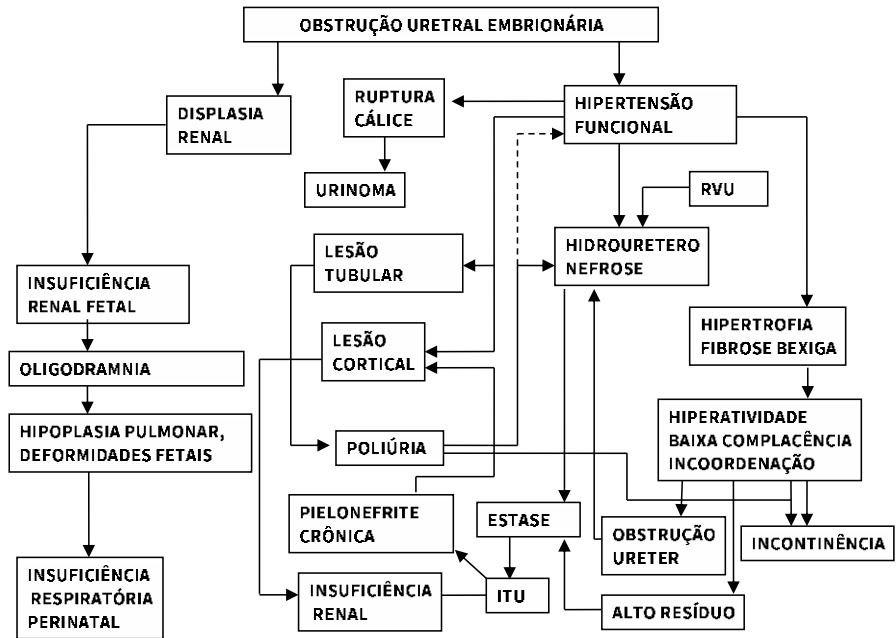 OBSTRUÇÃO URETRAL EMBRIONÁRIA
DISPLASIA
RENAL
RUPTURA
CÁLICE
HIPERTENSÃO
FUNCIONAL
URINOMA
RVU
LESÃO
TUBULAR
HIDROURETERO
NEFROSE
INSUFICIÊNCIA
RENAL FETAL
HIPERTROFIA
FIBROSE BEXIGA
LESÃO
CORTICAL
OLIGODRAMNIA
HIPOPLASIA PULMONAR,
DEFORMIDADES FETAIS
HIPERATIVIDADE
BAIXA COMPLACÊNCIA
INCOORDENAÇÃO
POLIÚRIA
PIELONEFRITE
CRÔNICA
ESTASE
OBSTRUÇÃO
URETER
INCONTINÊNCIA
INSUFICIÊNCIA
RESPIRATÓRIA
PERINATAL
INSUFICIÊNCIA
RENAL
ITU
ALTO RESÍDUO